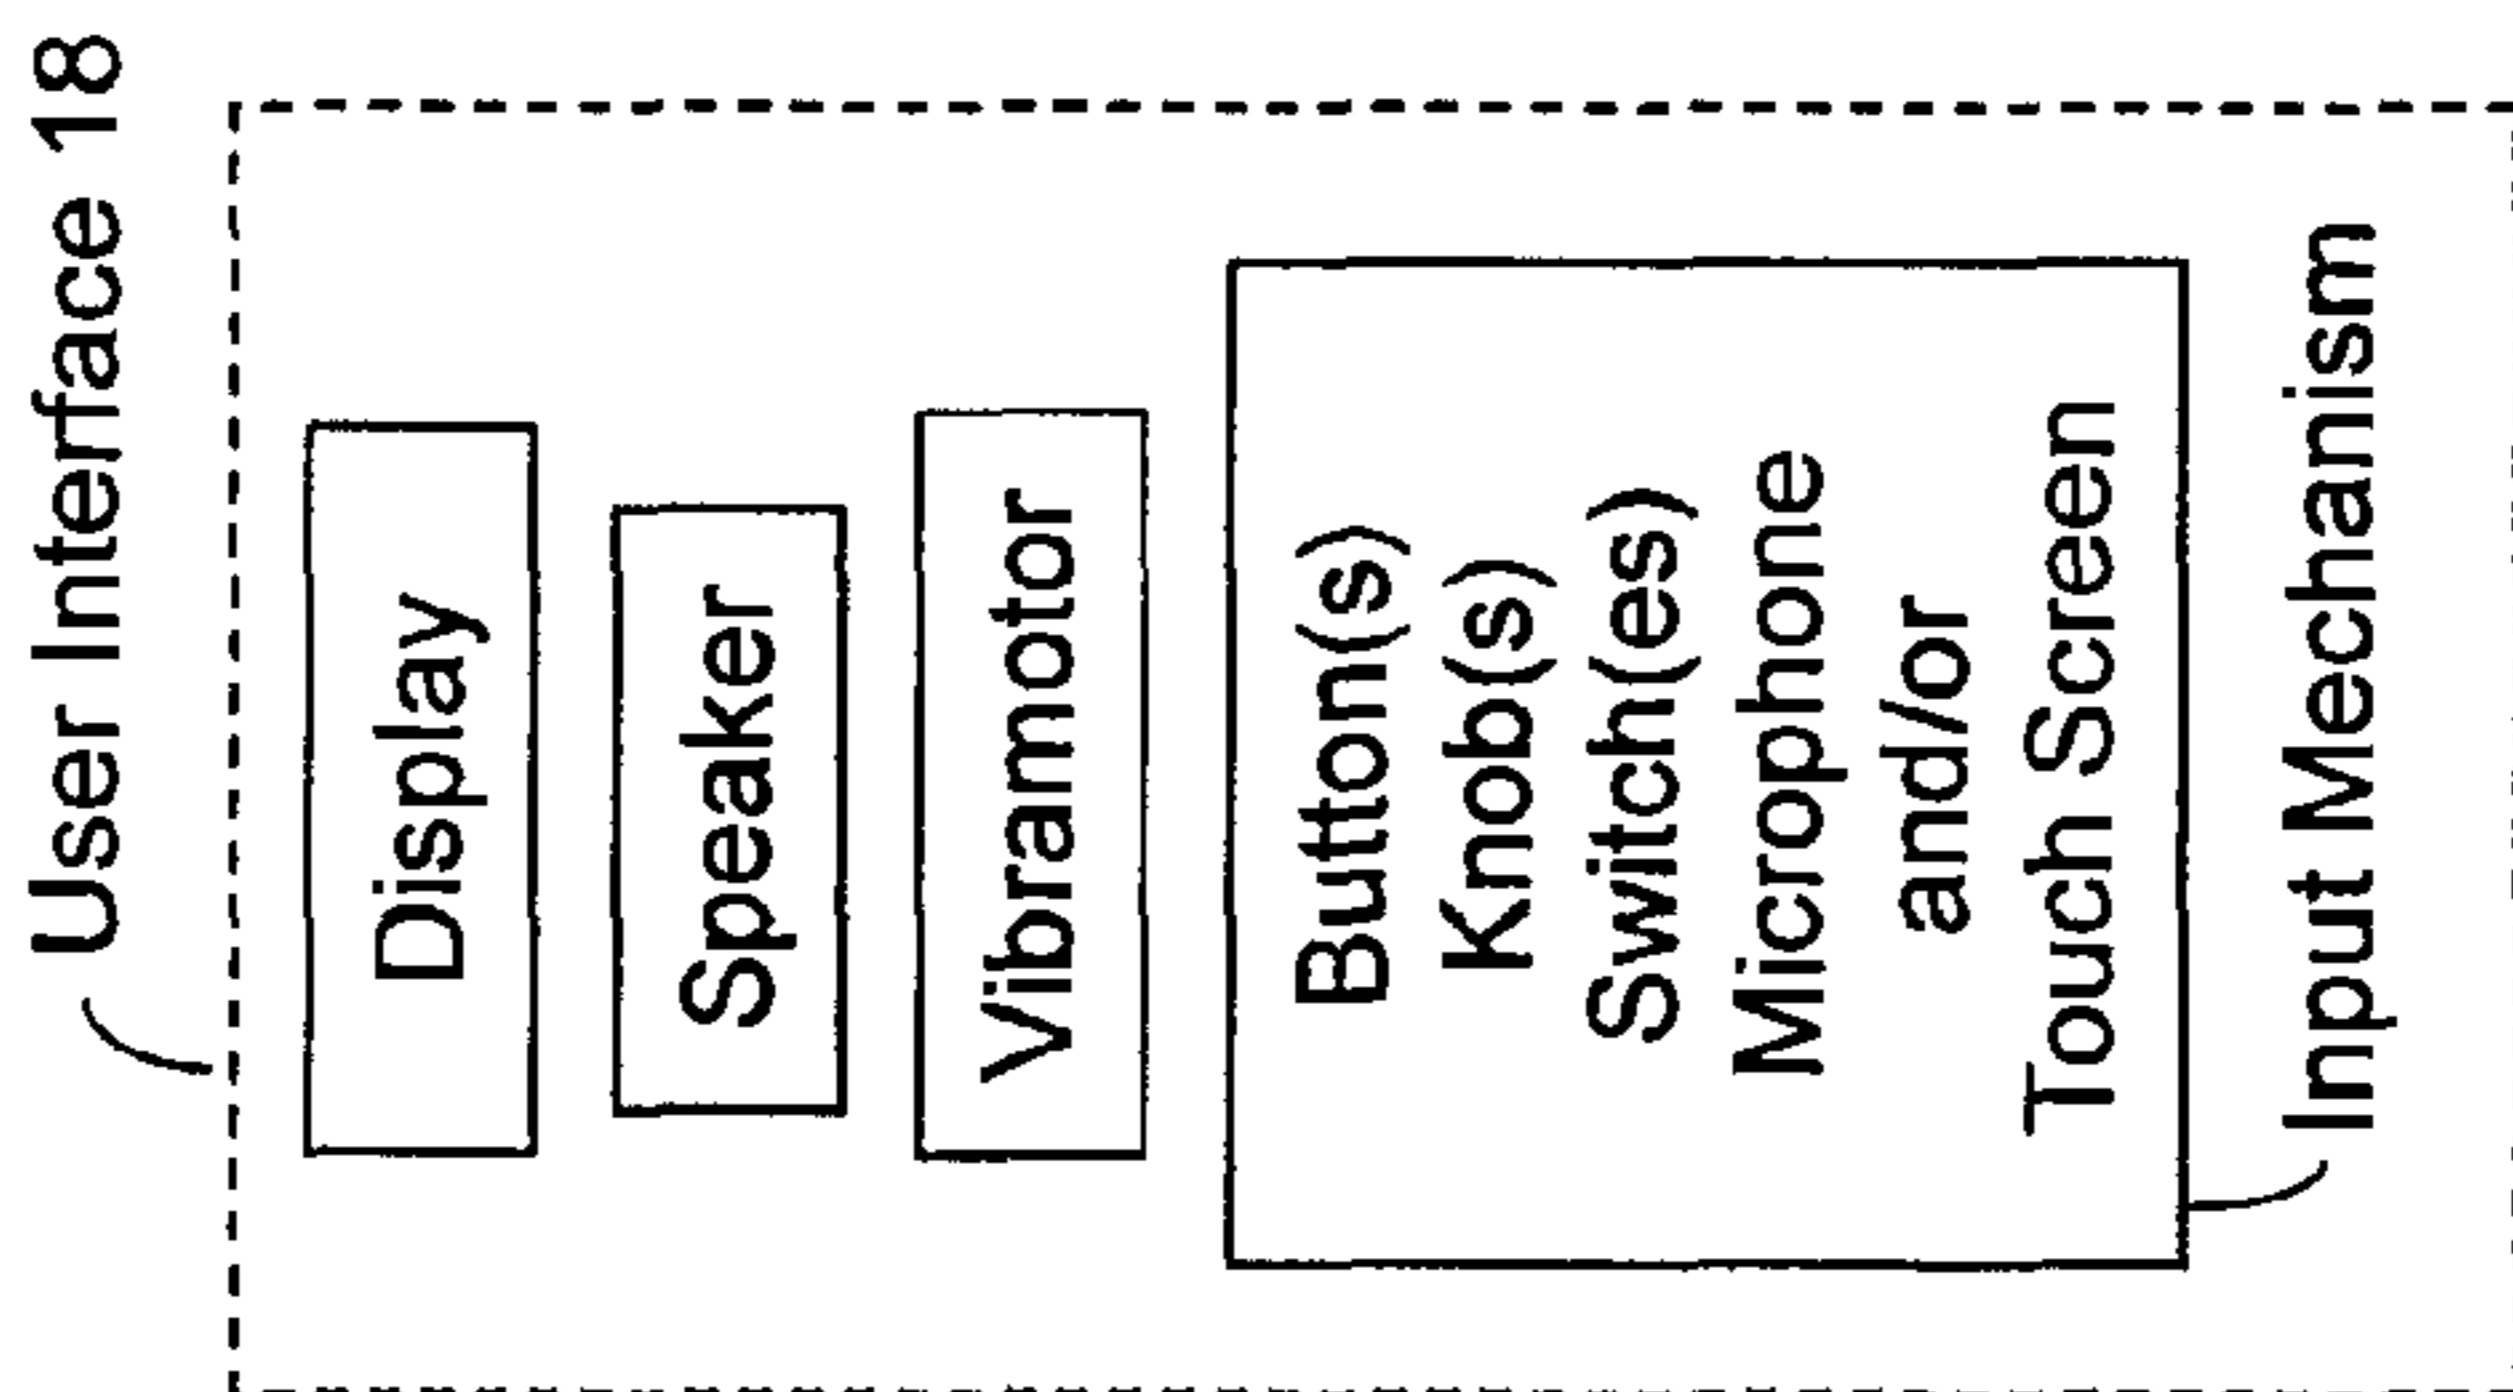 User Interface 18
Display
Speaker
Vibramotor
Button(s)
Knob(s)
Switch(es)
Microphone
and/or
Touch Screen
Input Mechanism